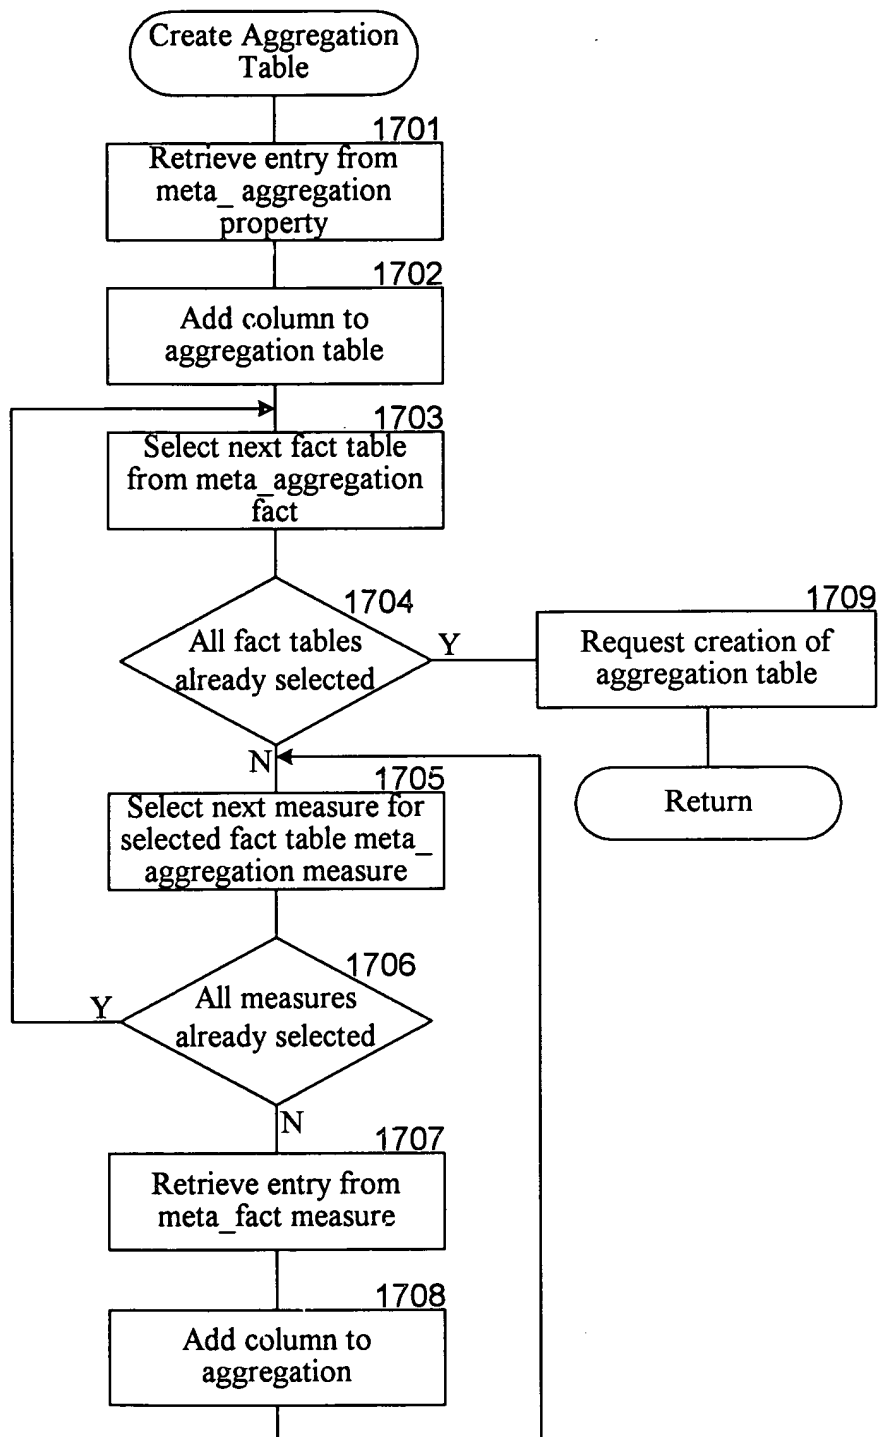 Create Aggregation
Table
1701
Retrieve entry from
meta_ aggregation
property
1702
Add column to
aggregation table
1703
Select next fact table
from meta_aggregation
fact
1704
All fact tables
already selected
Y
N
1709
Request creation of
aggregation table
Return
1705
Select next measure for
selected fact table meta_
aggregation measure
1706
All measures
already selected
Y
N
1707
Retrieve entry from
meta_fact measure
1708
Add column to
aggregation